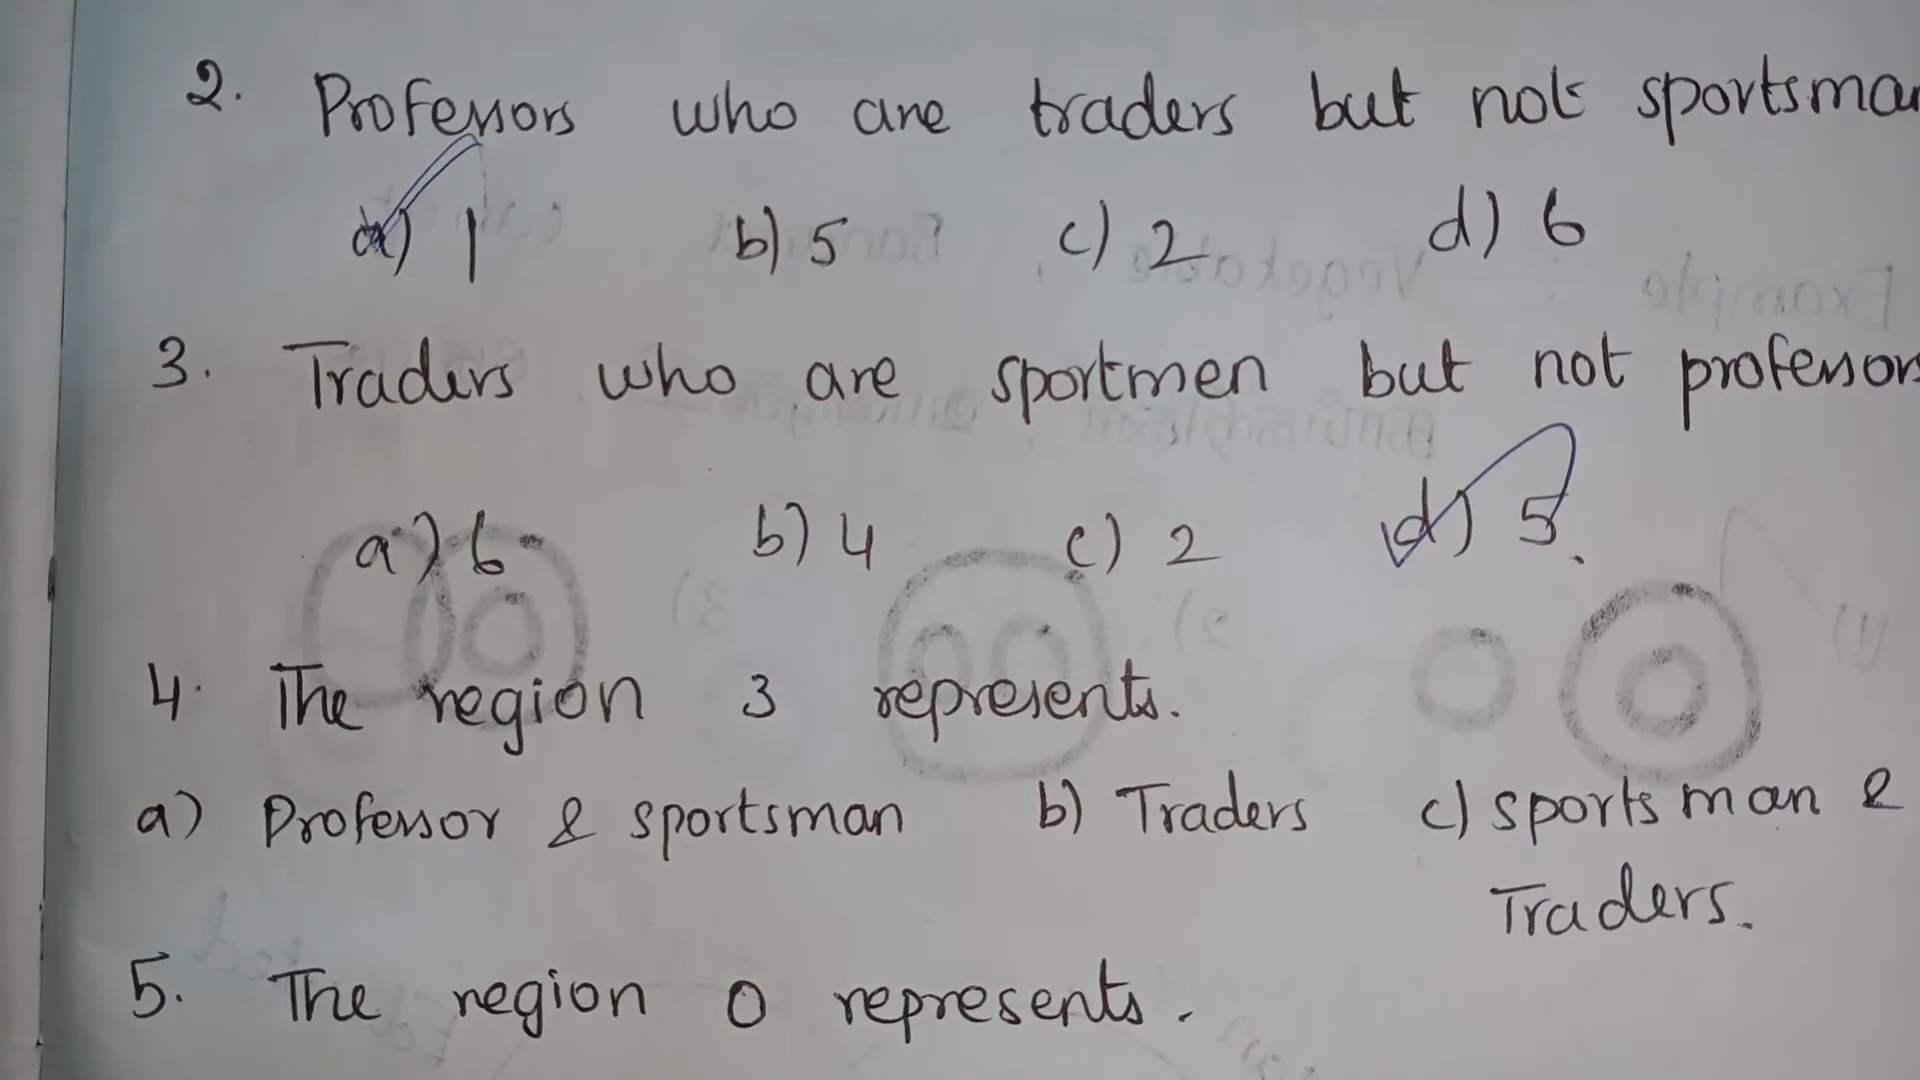 2. Professors who are traders but not sportsman
a) 1 b) 5 c) 2 d) 6
3. Traders who are sportmen but not professors
a) 6 b) 4 c) 2 d) 5.
4. The region 3 represents.
a) Professor & sportsman b) Traders c) sportsman &
Traders.
5. The region 0 represents.